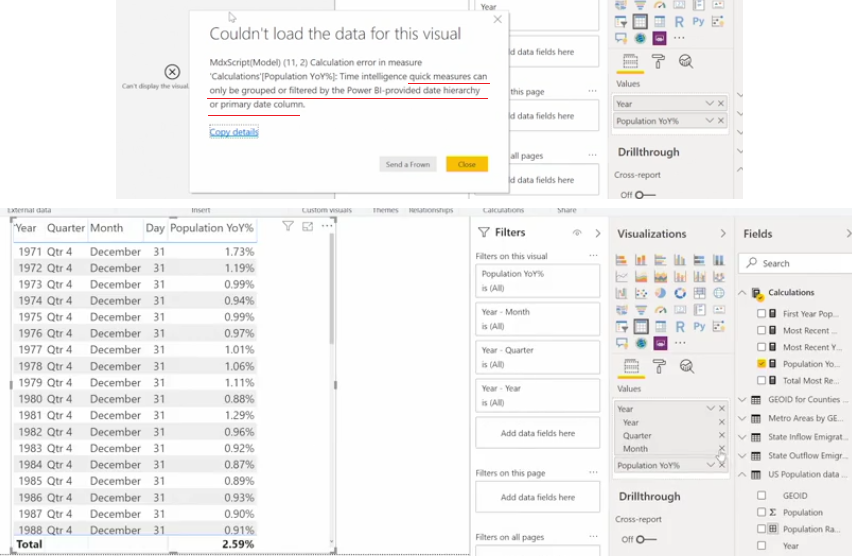 Year
Couldn't load the data for this visual
Add data fields here
MdxScript(Model) (11, 2) Calculation error in measure
'Calculations'[Population YoY%]: Time intelligence quick measures can
only be grouped or filtered by the Power BI-provided date hierarchy
or primary date column.
Can't display the visual.
Copy details
Send a Frown
Close
this page
dd data fields here
all pages
dd data fields here
R Py
Values
Year
Population YoY%
Drillthrough
Cross-report
Off
External data
Insert
Custom visuals
Themes
Relationships
Calculations
Share
Year Quarter Month Day Population YoY%
1971 Qtr 4 December 31 1.73%
1972 Qtr 4 December 31 1.19%
1973 Qtr 4 December 31 0.99%
1974 Qtr 4 December 31 0.94%
1975 Qtr 4 December 31 0.99%
1976 Qtr 4 December 31 0.97%
1977 Qtr 4 December 31 1.01%
1978 Qtr 4 December 31 1.06%
1979 Qtr 4 December 31 1.11%
1980 Qtr 4 December 31 0.88%
1981 Qtr 4 December 31 1.29%
1982 Qtr 4 December 31 0.96%
1983 Qtr 4 December 31 0.92%
1984 Qtr 4 December 31 0.87%
1985 Qtr 4 December 31 0.89%
1986 Qtr 4 December 31 0.93%
1987 Qtr 4 December 31 0.90%
1988 Qtr 4 December 31 0.91%
Total 2.59%
Filters
Filters on this visual
Population YoY%
is (All)
Year - Month
is (All)
Year - Quarter
is (All)
Year - Year
is (All)
Add data fields here
Filters on this page
Add data fields here
Filters on all pages
Visualizations
R Py
Values
Year
Year
Quarter
Month
Population YoY%
Drillthrough
Cross-report
Off
Fields
Search
Calculations
First Year Pop...
Most Recent ...
Most Recent Y...
Population Yo...
Total Most Re...
GEOID for Counties ...
Metro Areas by GE...
State Inflow Emigrat...
State Outflow Emigr...
US Population data ...
GEOID
Population
Population Ra...
Year